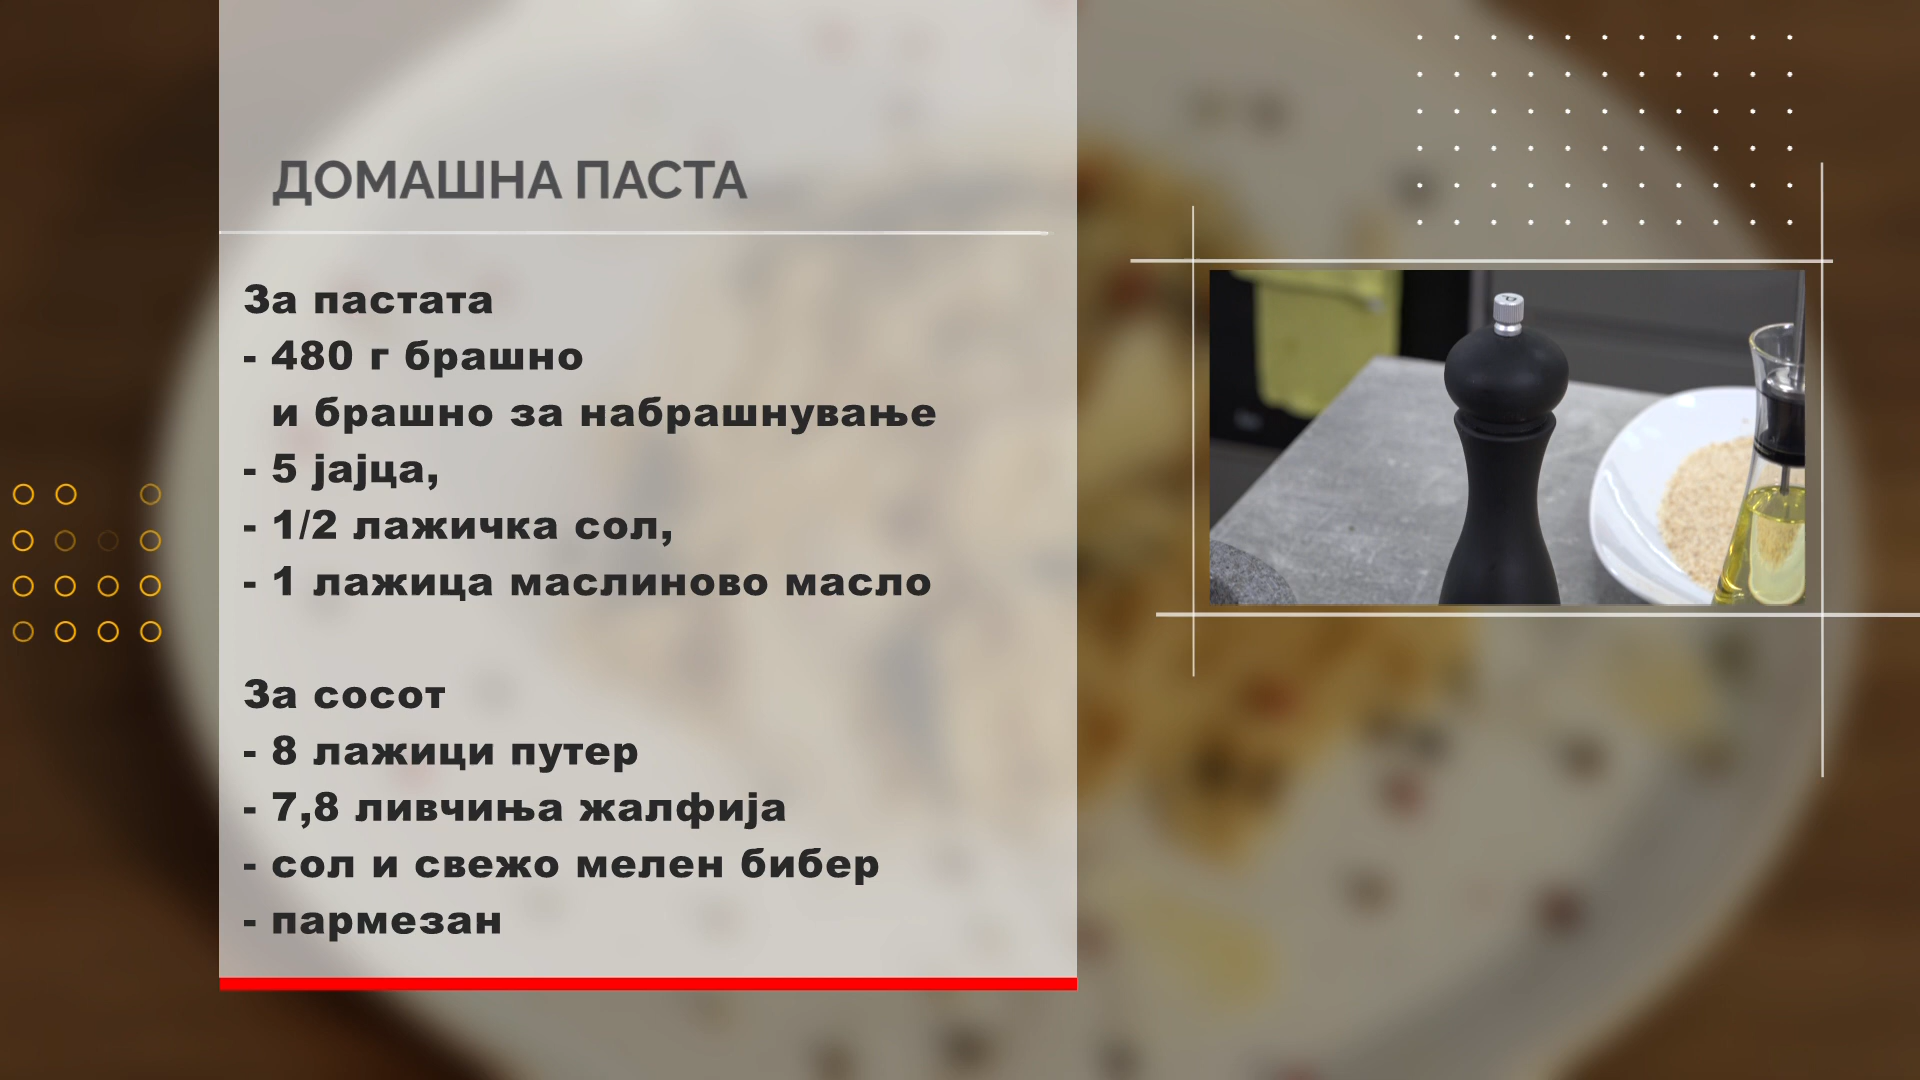 ДОМАШНА ПАСТА
За пастата
- 480 г брашно
и брашно за набрашнување
- 5 јајца,
- 1/2 лажичка сол,
- 1 лажица маслиново масло
За сосот
- 8 лажици путер
- 7,8 ливчиња жалфија
- сол и свежо мелен бибер
- пармезан